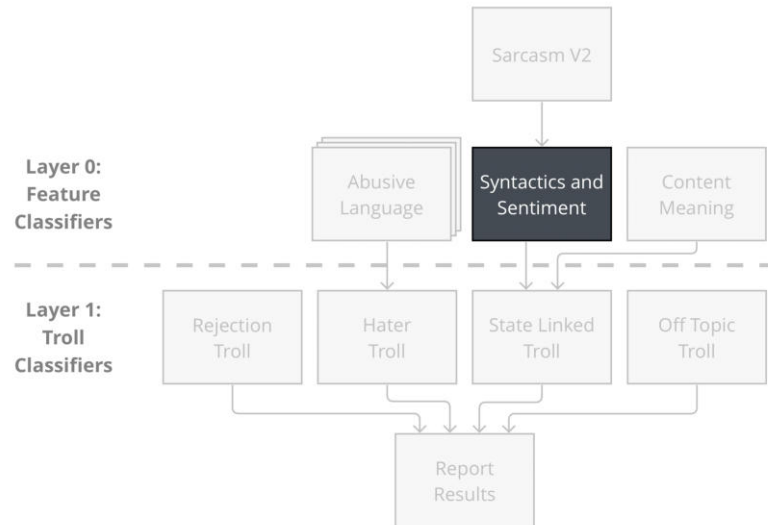 Sarcasm V2
Layer 0:
Feature
Classifiers
Abusive
Language
Syntactics and
Sentiment
Content
Meaning
Layer 1:
Troll
Classifiers
Rejection
Troll
Hater
Troll
State Linked
Troll
Off Topic
Troll
Report
Results